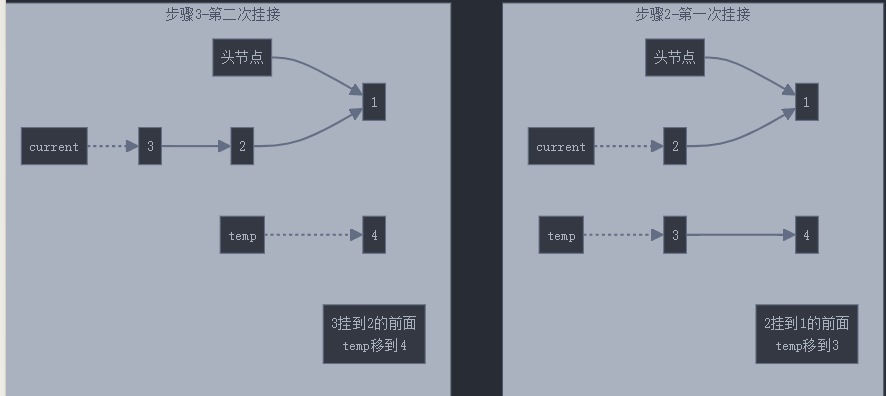 步骤3-第二次挂接
头节点
1
current
3
2
temp
4
3挂到2的前面
temp移到4
步骤2-第一次挂接
头节点
1
current
2
temp
3
4
2挂到1的前面
temp移到3